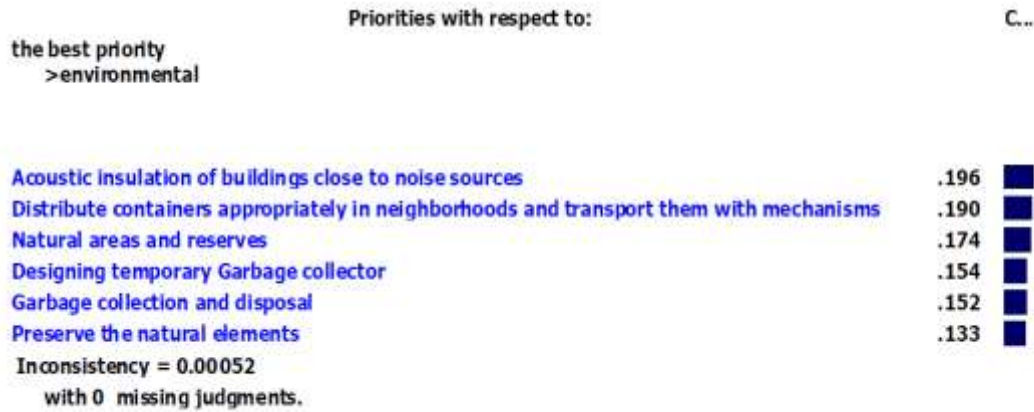 Priorities with respect to: C...
the best priority
>environmental
Acoustic insulation of buildings close to noise sources .196
Distribute containers appropriately in neighborhoods and transport them with mechanisms .190
Natural areas and reserves .174
Designing temporary Garbage collector .154
Garbage collection and disposal .152
Preserve the natural elements .133
Inconsistency = 0.00052
with 0 missing judgments.